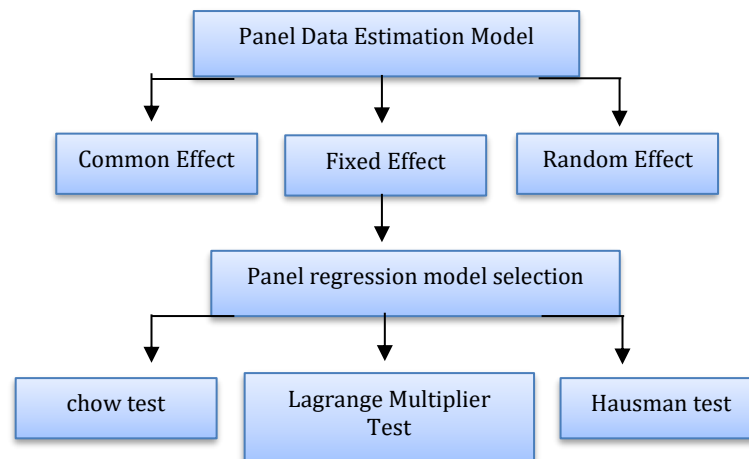 Panel Data Estimation Model
Common Effect
Fixed Effect
Random Effect
Panel regression model selection
chow test
Lagrange Multiplier
Test
Hausman test